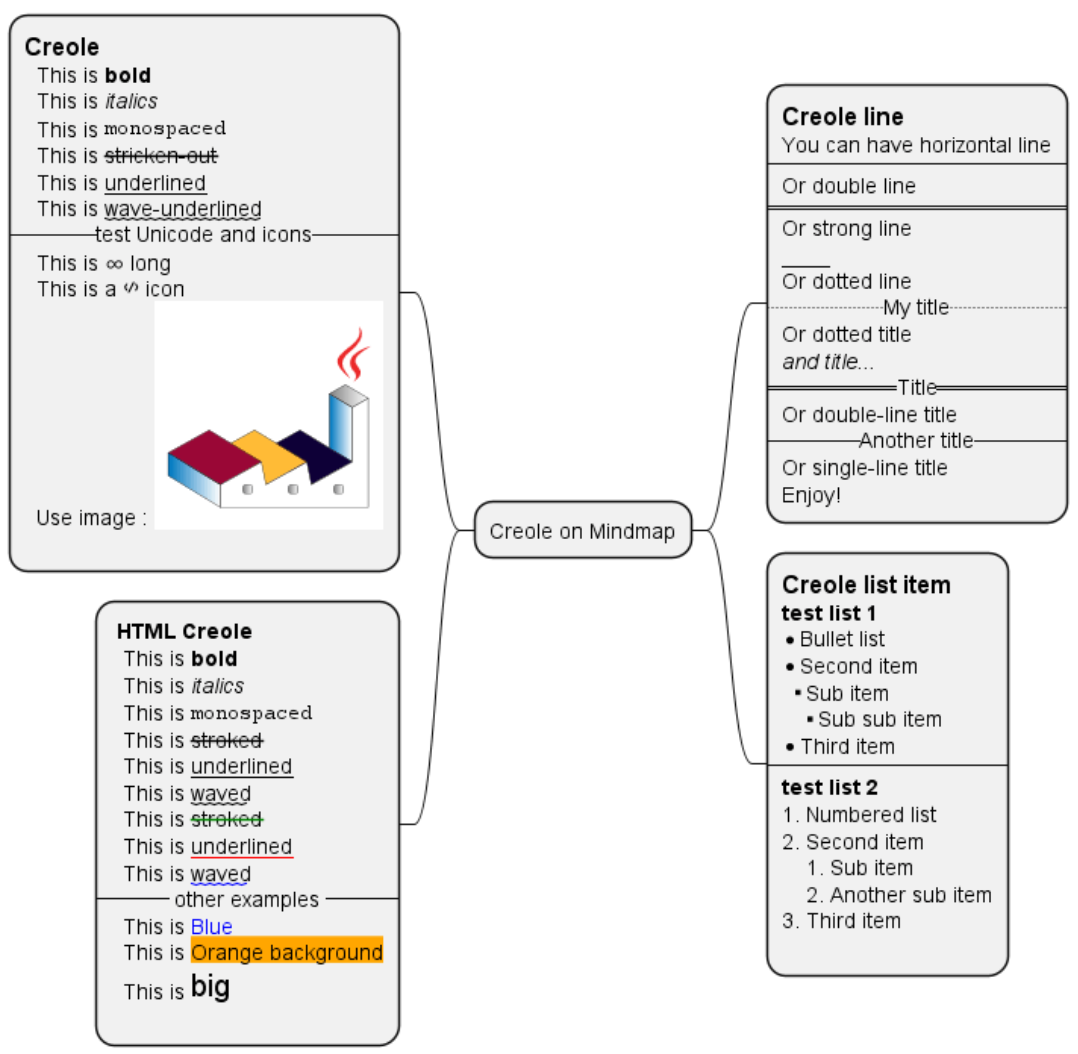 Creole
This is bold
This is italics
This is monospaced
This is stricken-out
This is underlined
This is wave-underlined
test Unicode and icons
This is ∞ long
This is a icon
Use image :
HTML Creole
This is bold
This is italics
This is monospaced
This is stroked
This is underlined
This is waved
This is stroked
This is underlined
This is waved
other examples
This is Blue
This is Orange background
This is big
Creole on Mindmap
Creole line
You can have horizontal line
Or double line
Or strong line
____
Or dotted line
My title
Or dotted title
and title...
Title
Or double-line title
Another title
Or single-line title
Enjoy!
Creole list item
test list 1
• Bullet list
• Second item
▪ Sub item
▪ Sub sub item
• Third item
test list 2
1. Numbered list
2. Second item
1. Sub item
2. Another sub item
3. Third item